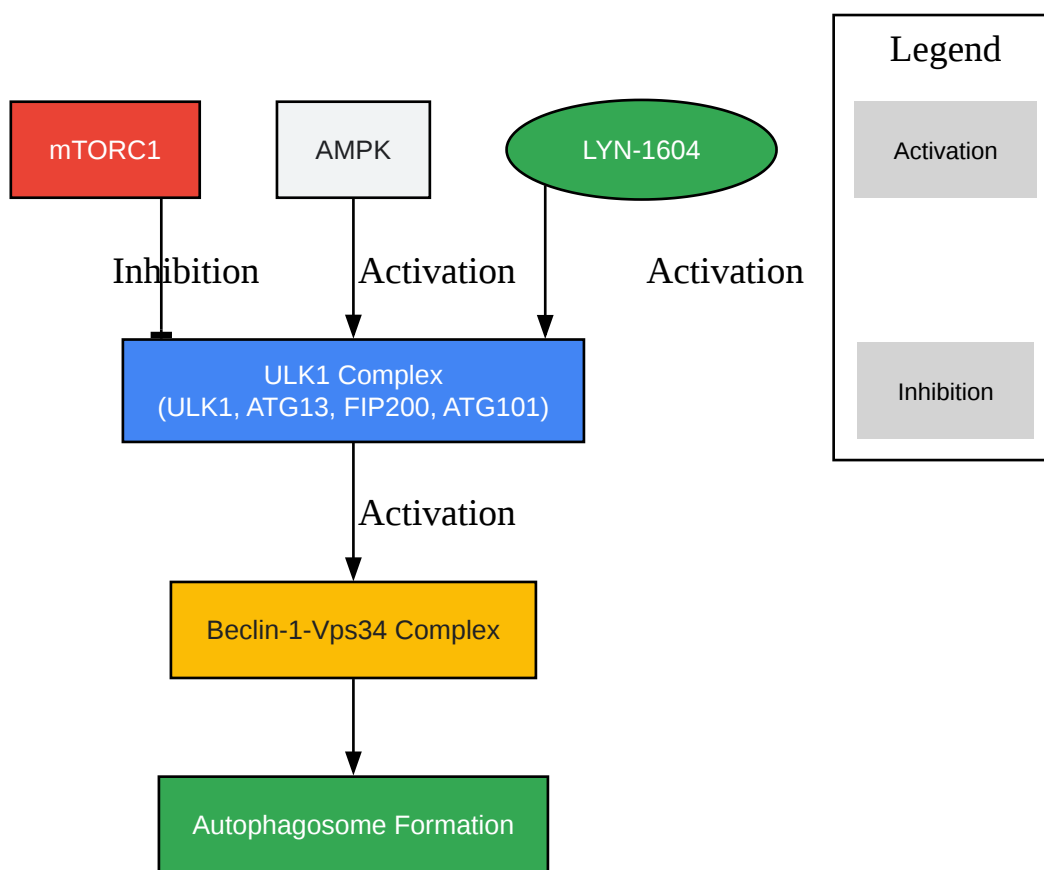 Legend
mTORC1
AMPK
LYN-1604
Activation
Inhibition
Activation
Activation
ULK1 Complex
(ULK1, ATG13, FIP200, ATG101)
Inhibition
Activation
Beclin-1-Vps34 Complex
Autophagosome Formation